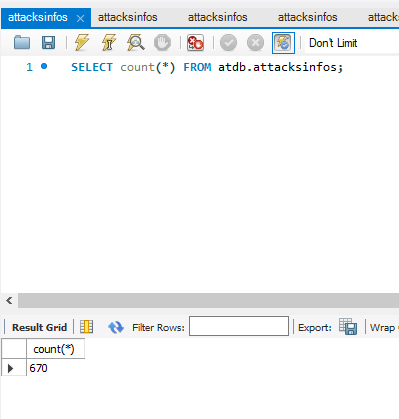 attacksinfos × attacksinfos attacksinfos attacksinfos attack
Don't Limit
1 SELECT count(*) FROM atdb.attacksinfos;
Result Grid Filter Rows: Export: Wrap
count(*)
670